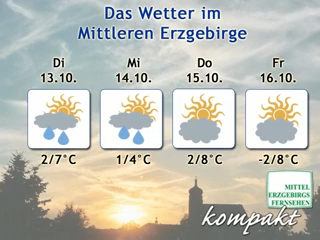 Das Wetter im
Mittleren Erzgebirge
Di Mi Do Fr
13.10. 14.10. 15.10. 16.10.
2/7°C 1/4°C 2/8°C -2/8°C
MITTEL
ERZGEBIRGS
FERNSEHEN
kompakt